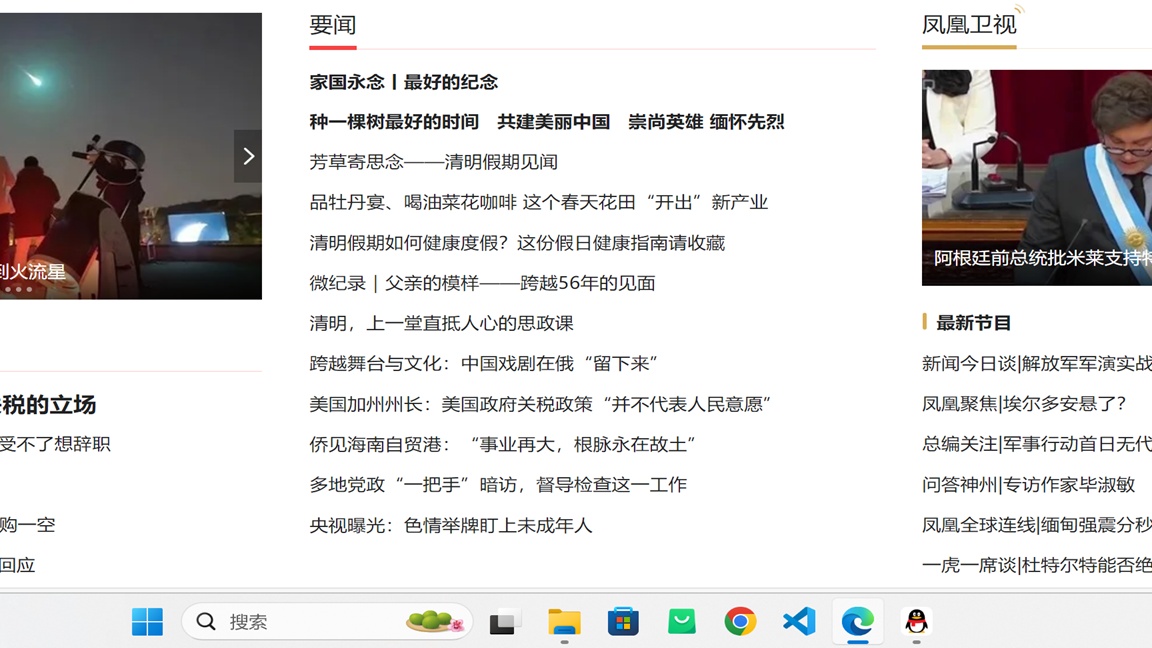 到火流星
税的立场
受不了想辞职
购一空
回应
要闻
家国永念丨最好的纪念
种一棵树最好的时间 共建美丽中国 崇尚英雄 缅怀先烈
芳草寄思念——清明假期见闻
品牡丹宴、喝油菜花咖啡 这个春天花田“开出”新产业
清明假期如何健康度假？这份假日健康指南请收藏
微纪录｜父亲的模样——跨越56年的见面
清明，上一堂直抵人心的思政课
跨越舞台与文化：中国戏剧在俄“留下来”
美国加州州长：美国政府关税政策“并不代表人民意愿”
侨见海南自贸港：“事业再大，根脉永在故土”
多地党政“一把手”暗访，督导检查这一工作
央视曝光：色情举牌盯上未成年人
凤凰卫视
阿根廷前总统批米莱支持特
最新节目
新闻今日谈|解放军军演实战
凤凰聚焦|埃尔多安悬了？
总编关注|军事行动首日无代
问答神州|专访作家毕淑敏
凤凰全球连线|缅甸强震分秒
一虎一席谈|杜特尔特能否绝
搜索